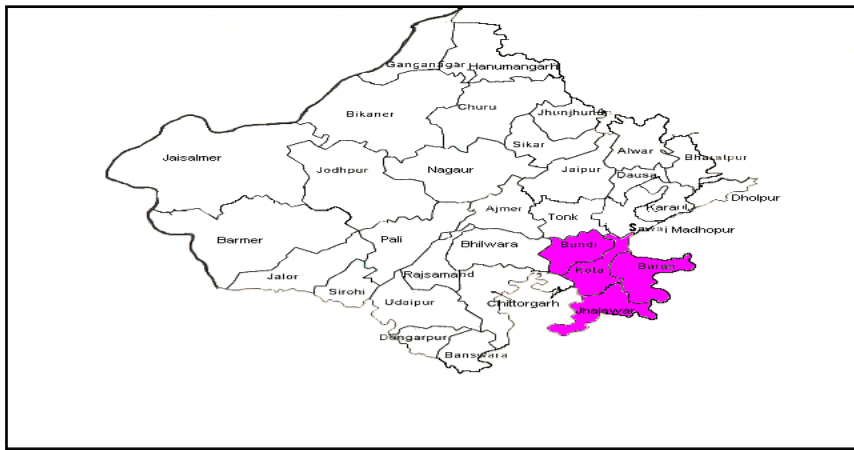 Ganganagar
Hanumangarh
Bikaner
Churu
Jhunjhunu
Sikar
Alwar
Bharatpur
Jaisalmer
Jodhpur
Nagaur
Jaipur
Dausa
Dholpur
Karauli
Ajmer
Tonk
Sawai Madhopur
Barmer
Pali
Bhilwara
Bundi
Kota
Baran
Jalor
Sirohi
Rajsamand
Udaipur
Chittorgarh
Jhalawar
Dungarpur
Banswara